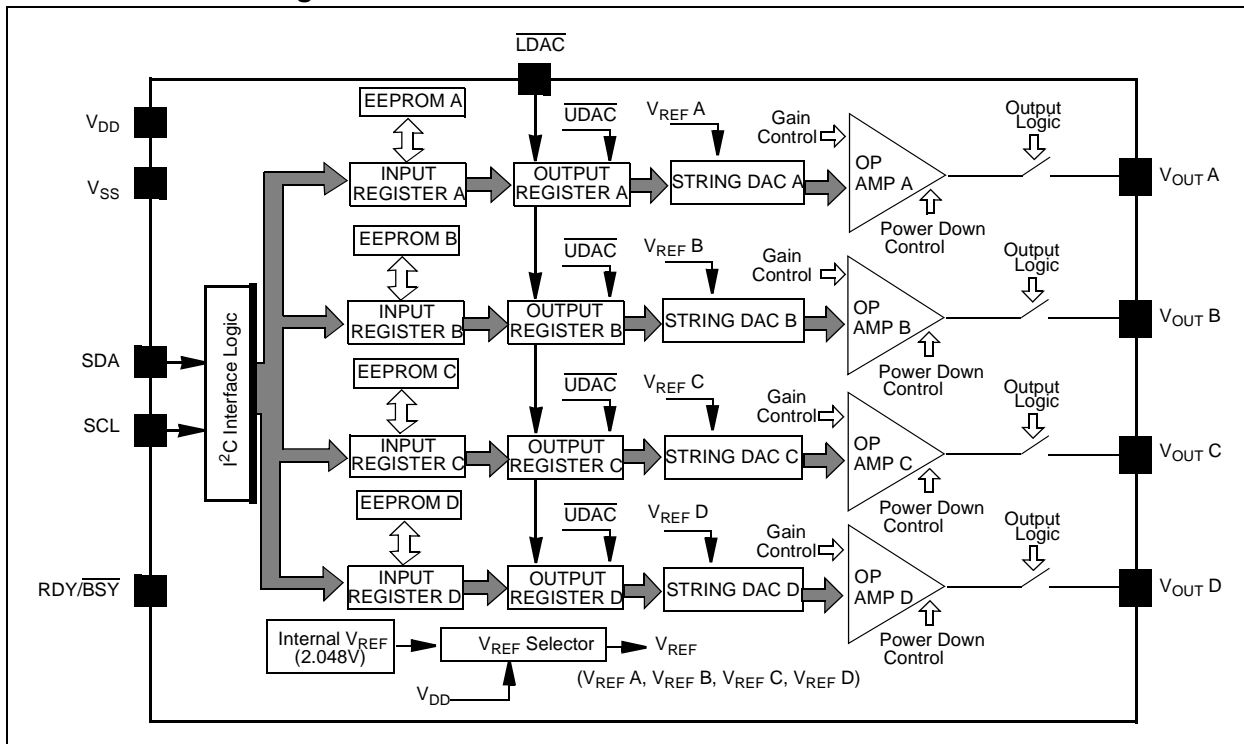 LDAC
EEPROM A
UDAC
VREF A
Gain
Control
Output
Logic
VDD
VSS
INPUT
REGISTER A
OUTPUT
REGISTER A
STRING DAC A
OP
AMP A
VOUT A
Power Down
Control
EEPROM B
UDAC
VREF B
Gain
Control
Output
Logic
INPUT
REGISTER B
OUTPUT
REGISTER B
STRING DAC B
OP
AMP B
VOUT B
Power Down
Control
SDA
SCL
I2C Interface Logic
EEPROM C
UDAC
VREF C
Gain
Control
Output
Logic
INPUT
REGISTER C
OUTPUT
REGISTER C
STRING DAC C
OP
AMP C
VOUT C
Power Down
Control
EEPROM D
UDAC
VREF D
Gain
Control
Output
Logic
RDY/BSY
INPUT
REGISTER D
OUTPUT
REGISTER D
STRING DAC D
OP
AMP D
VOUT D
Power Down
Control
Internal VREF
(2.048V)
VREF Selector
VREF
(VREF A, VREF B, VREF C, VREF D)
VDD